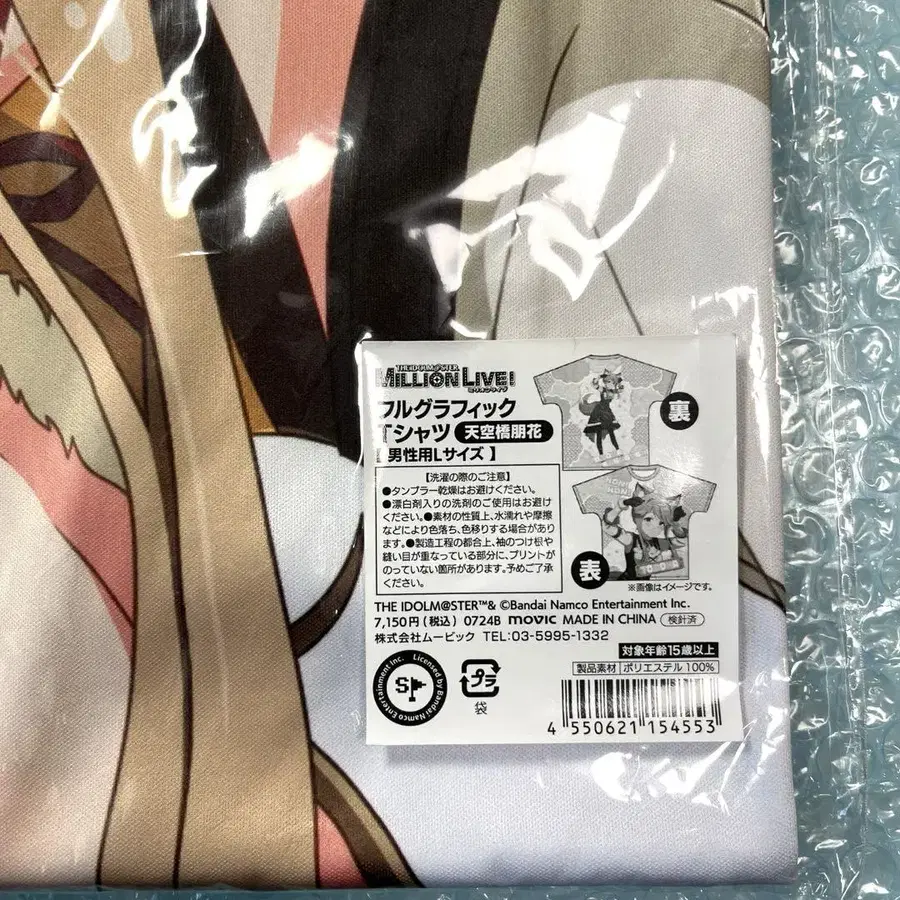 THE IDOLM@STER
MILLION LIVE!
ミリオンライブ
フルグラフィック
Tシャツ 天空橋朋花
【男性用Lサイズ】
裏
【洗濯の際のご注意】
●タンブラー乾燥はお避けください。
●漂白剤入りの洗剤のご使用はお避け
ください。●素材の性質上、水濡れや摩擦
などにより色落ち、色移りする場合があり
ます。●製造工程の都合上、袖のつけ根や
縫い目が重なっている部分に、プリントが
のっていない箇所があります。予めご了承
ください。
表
※画像はイメージです。
THE IDOLM@STER™& ©Bandai Namco Entertainment Inc.
7,150円(税込) 0724B movic MADE IN CHINA 検針済
株式会社ムービック TEL:03-5995-1332
対象年齢15歳以上
製品素材 ポリエステル100%
Licensed by Bandai Namco Entertainment Inc.
S
プラ
袋
4 550621 154553